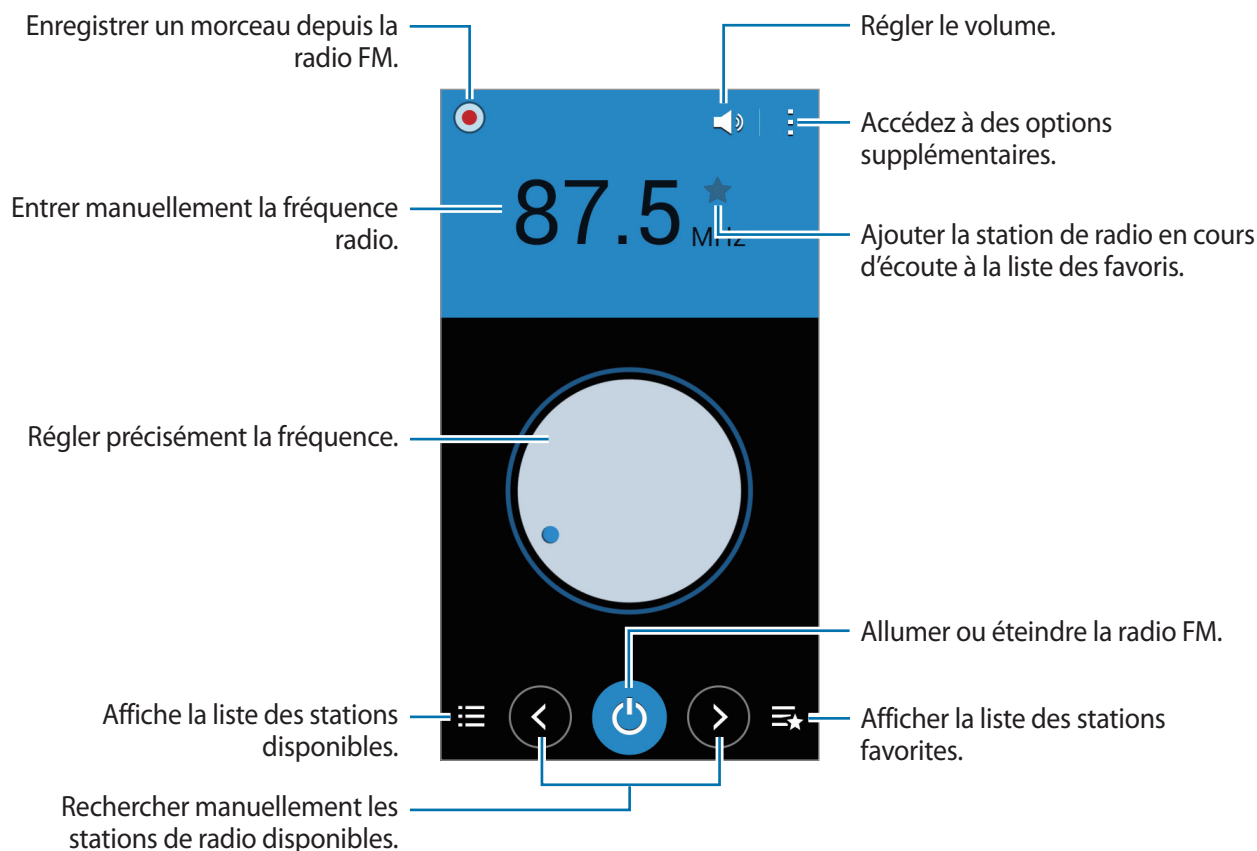 Enregistrer un morceau depuis la
radio FM.
Régler le volume.
Accédez à des options
supplémentaires.
Entrer manuellement la fréquence
radio.
87.5
MHz
Ajouter la station de radio en cours
d'écoute à la liste des favoris.
Régler précisément la fréquence.
Allumer ou éteindre la radio FM.
Affiche la liste des stations
disponibles.
Afficher la liste des stations
favorites.
Rechercher manuellement les
stations de radio disponibles.